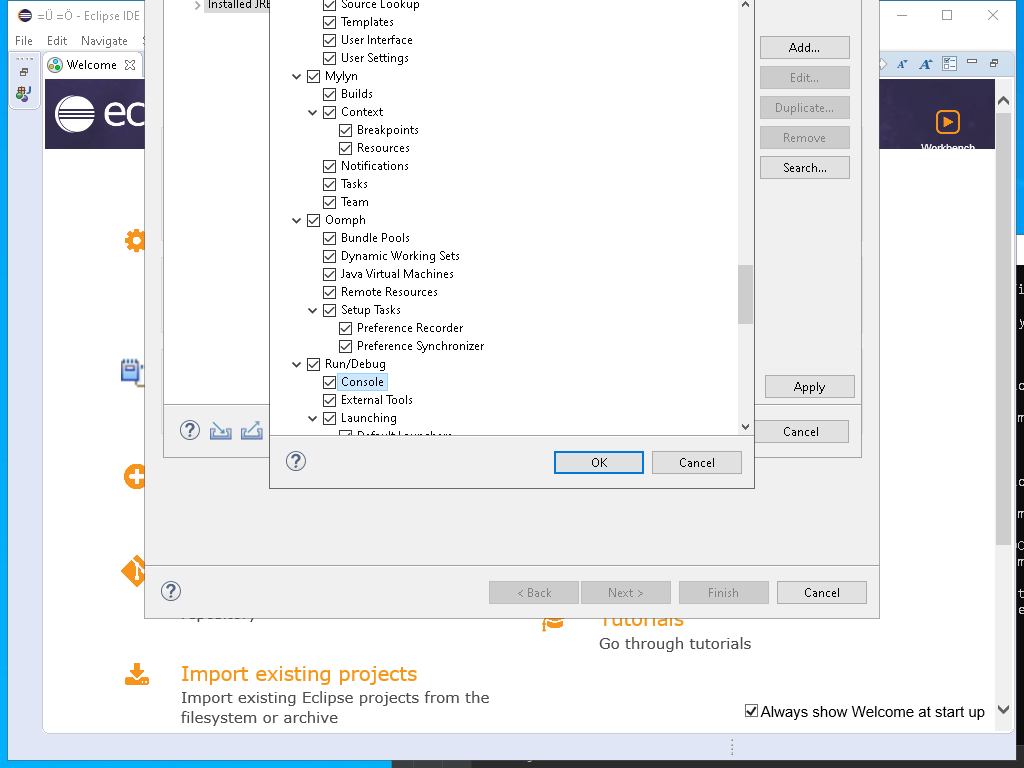 =Ü =Ö - Eclipse IDE
File Edit Navigate
Welcome
Installed JRE
Source Lookup
Templates
User Interface
User Settings
Mylyn
Builds
Context
Breakpoints
Resources
Notifications
Tasks
Team
Oomph
Bundle Pools
Dynamic Working Sets
Java Virtual Machines
Remote Resources
Setup Tasks
Preference Recorder
Preference Synchronizer
Run/Debug
Console
External Tools
Launching
Default Launchers
OK
Cancel
Add...
Edit...
Duplicate...
Remove
Search...
Apply
Cancel
< Back
Next >
Finish
Cancel
ec
Workbench
repository
Tutorials
Go through tutorials
Import existing projects
Import existing Eclipse projects from the
filesystem or archive
Always show Welcome at start up